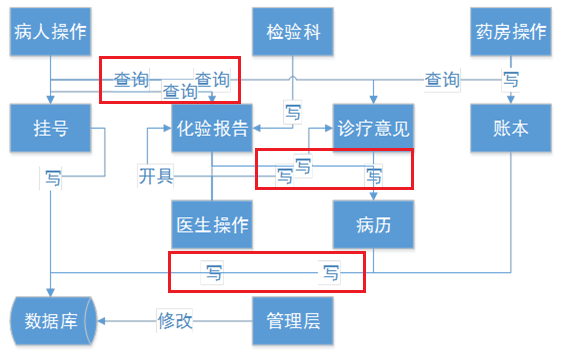 病人操作
检验科
药房操作
查询
查询
查询
查询
写
写
挂号
化验报告
诊疗意见
账本
写
开具
写
写
写
医生操作
病历
写
写
数据库
修改
管理层